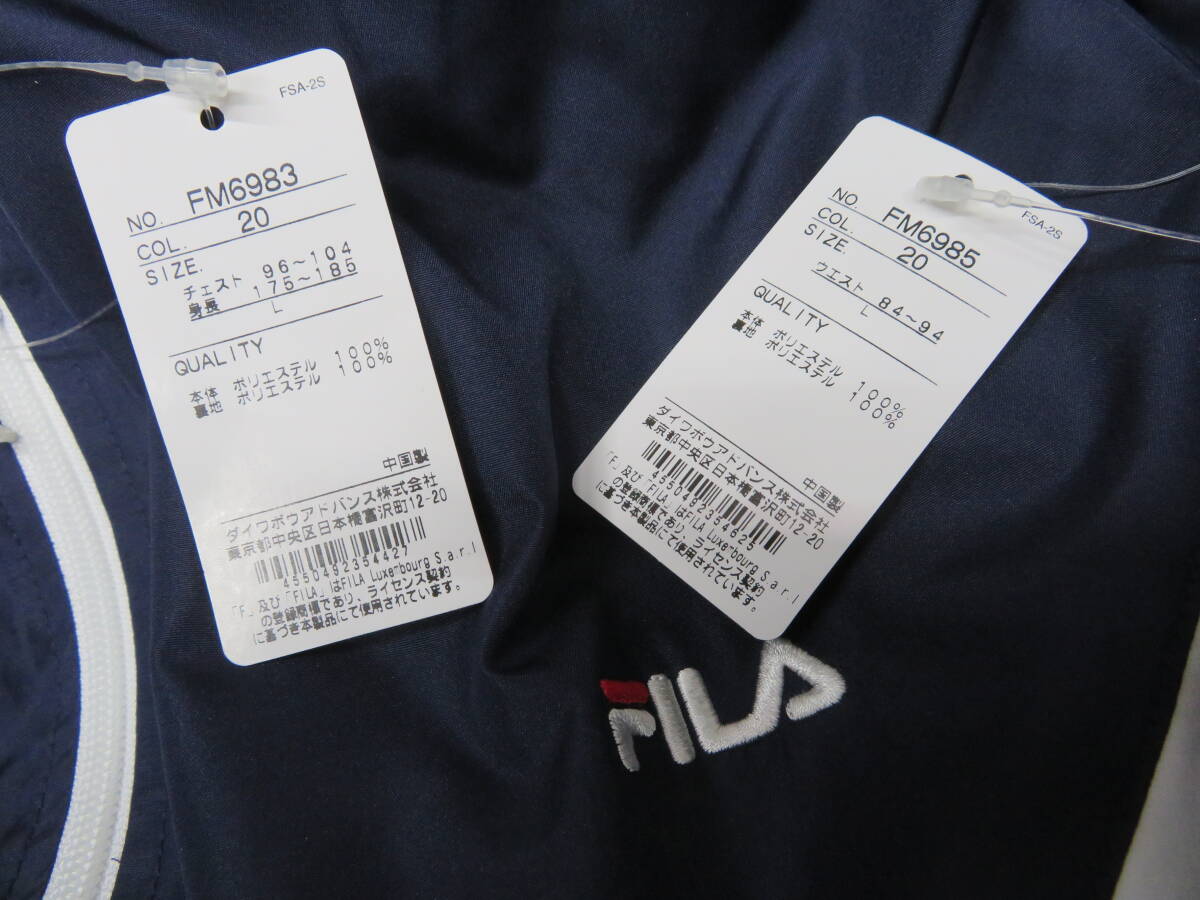 FSA-2S
NO. FM6983
COL. 20
SIZE.
チェスト 96～104
身長 175～185
L
QUALITY
本体 ポリエステル 100%
裏地 ポリエステル 100%
中国製
ダイワボウアドバンス株式会社
東京都中央区日本橋富沢町12-20
4550492354427
「F」及び「FILA」はFILA Luxembourg S.a.r.l
の登録商標であり、ライセンス契約
に基づき本製品にて使用されています。
FSA-2S
NO. FM6985
COL. 20
SIZE.
ウエスト 84～94
L
QUALITY
本体 ポリエステル 100%
裏地 ポリエステル 100%
中国製
ダイワボウアドバンス株式会社
東京都中央区日本橋富沢町12-20
4550492354625
「F」及び「FILA」はFILA Luxembourg S.a.r.l
の登録商標であり、ライセンス契約
に基づき本製品にて使用されています。
FILA